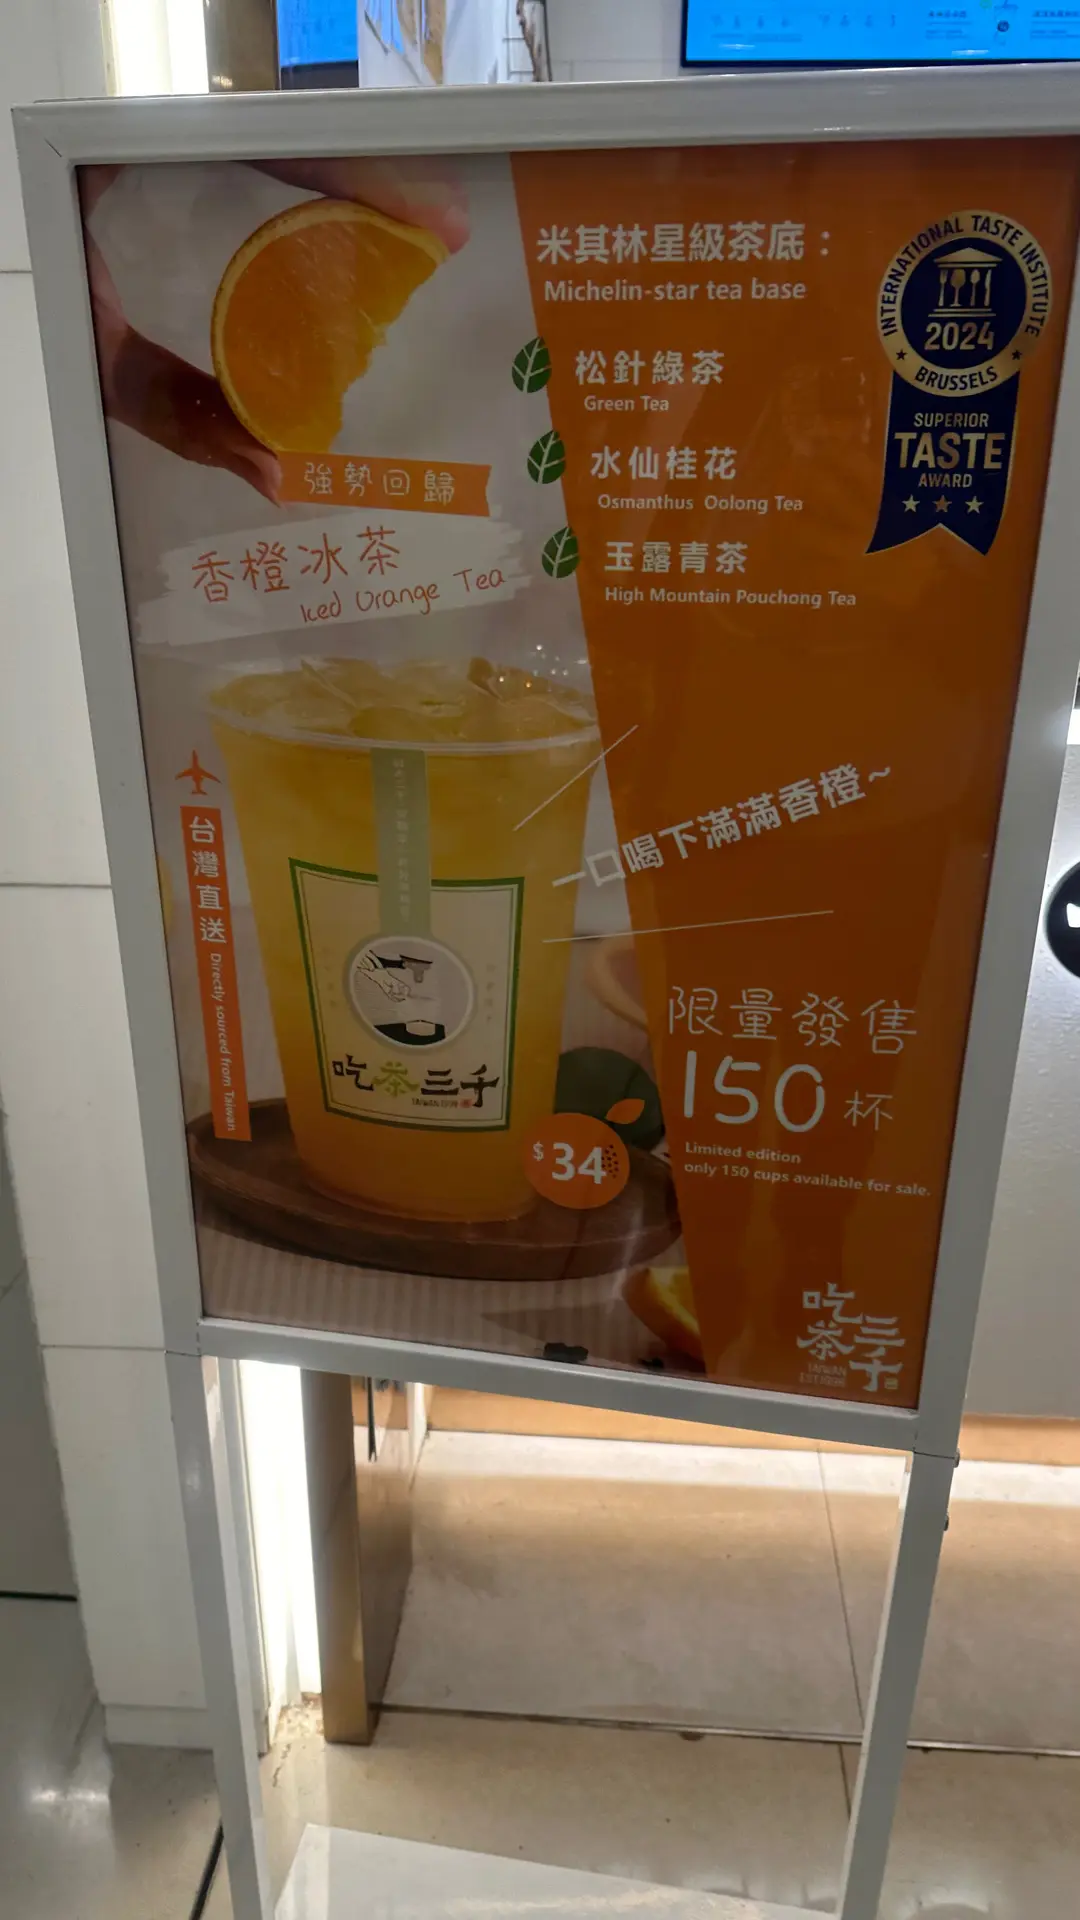 米其林星級茶底：
Michelin-star tea base
松針綠茶
Green Tea
水仙桂花
Osmanthus Oolong Tea
玉露青茶
High Mountain Pouchong Tea
INTERNATIONAL TASTE INSTITUTE
2024
BRUSSELS
SUPERIOR
TASTE
AWARD
強勢回歸
香橙冰茶
Iced Orange Tea
台灣直送
Directly sourced from Taiwan
一口喝下滿滿香橙~
吃茶三千
$34
限量發售
150杯
Limited edition
only 150 cups available for sale.
吃茶三千
TAIWAN